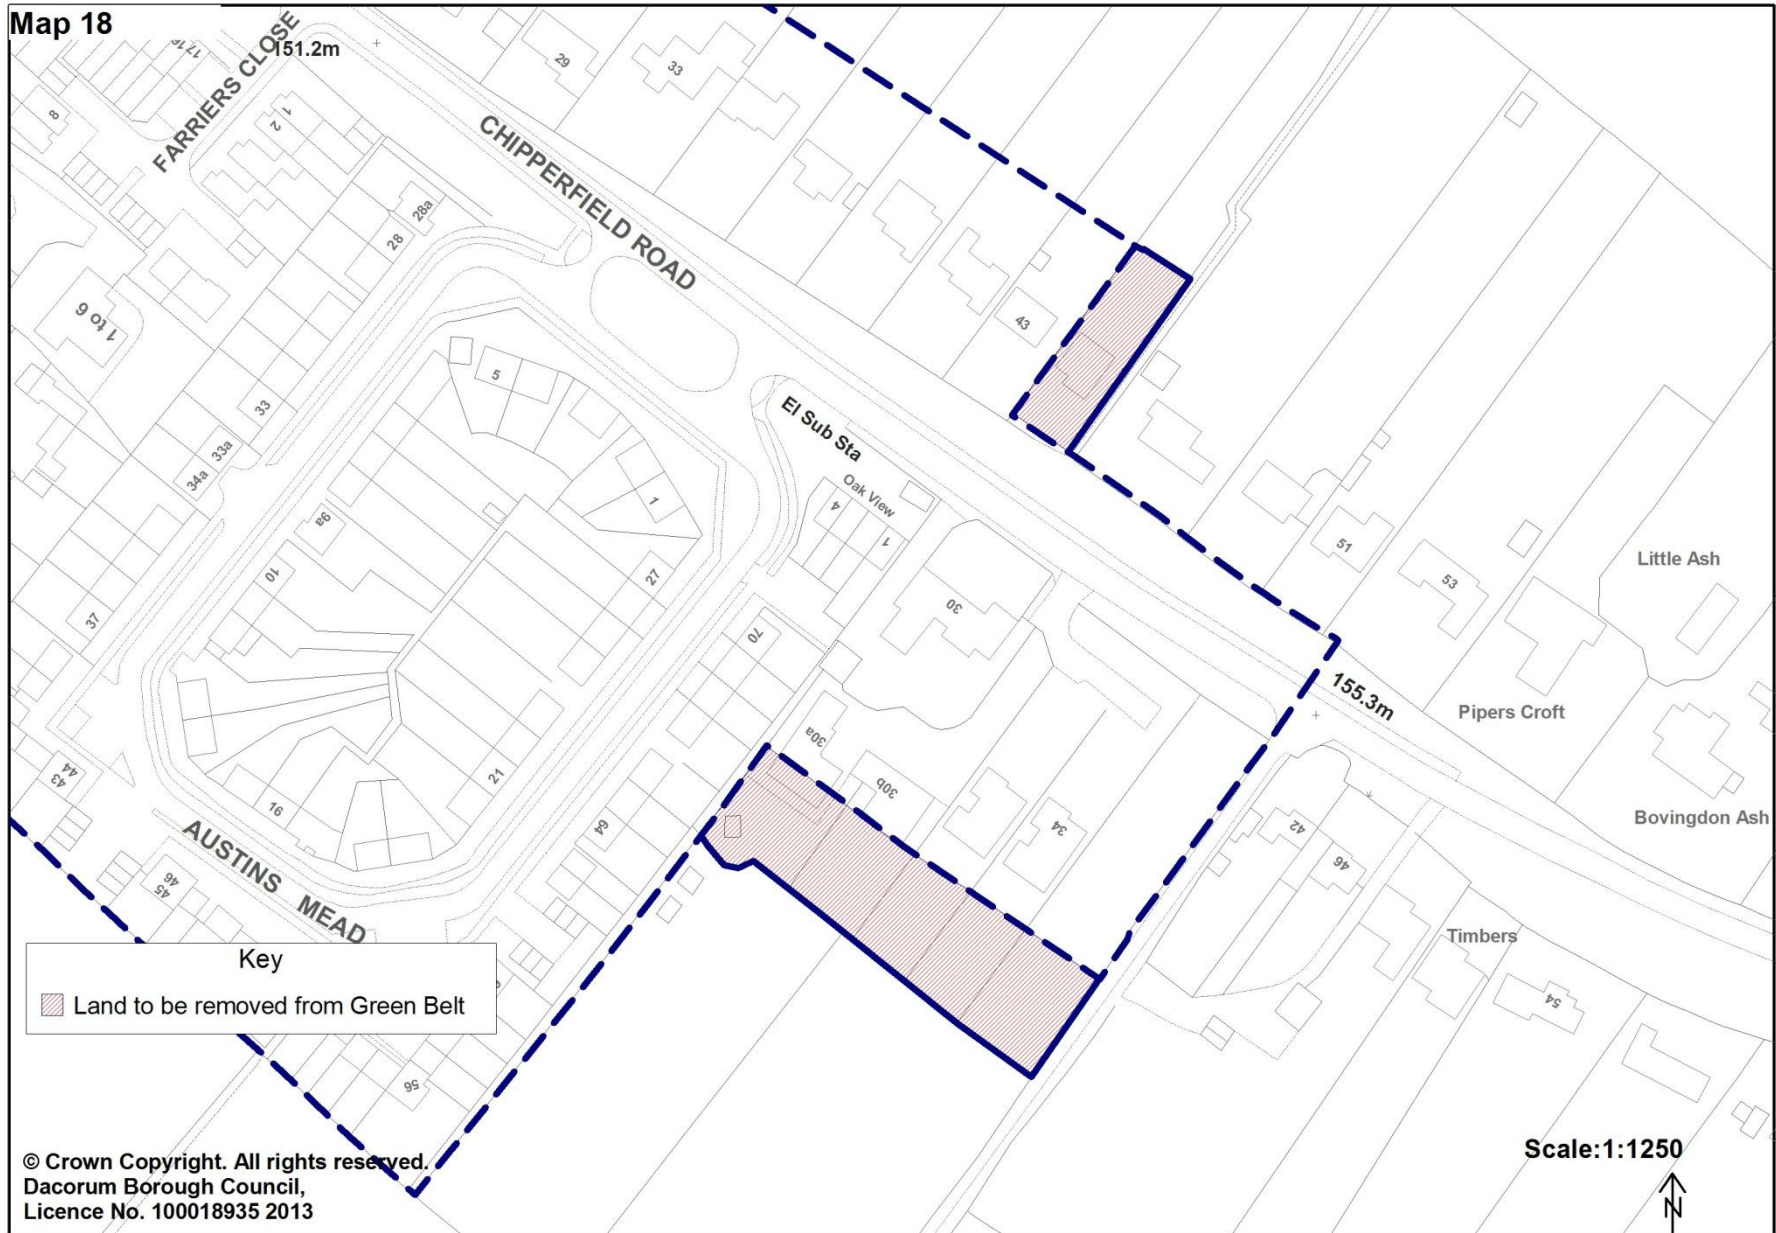 Map 18
FARRIERS CLOSE
151.2m
17
8
1
2
29
33
CHIPPERFIELD ROAD
28a
28
1 to 6
33
33a
34a
5
1
43
El Sub Sta
Oak View
4
1
9a
10
27
37
30
70
51
53
Little Ash
155.3m
Pipers Croft
Bovingdon Ash
30a
30b
34
42
46
44
43
16
21
64
AUSTINS MEAD
46
45
Timbers
54
56
Key
Land to be removed from Green Belt
© Crown Copyright. All rights reserved.
Dacorum Borough Council,
Licence No. 100018935 2013
Scale:1:1250
N